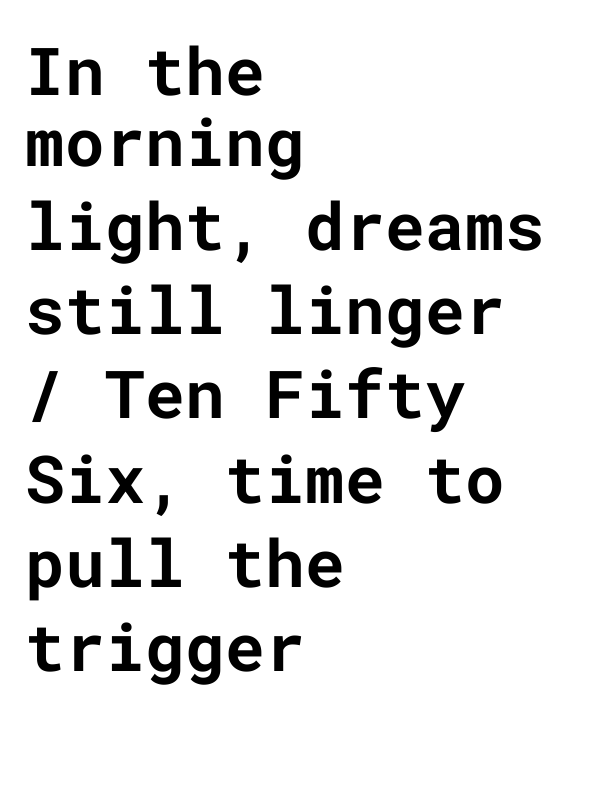 In the
morning
light, dreams
still linger
/ Ten Fifty
Six, time to
pull the
trigger